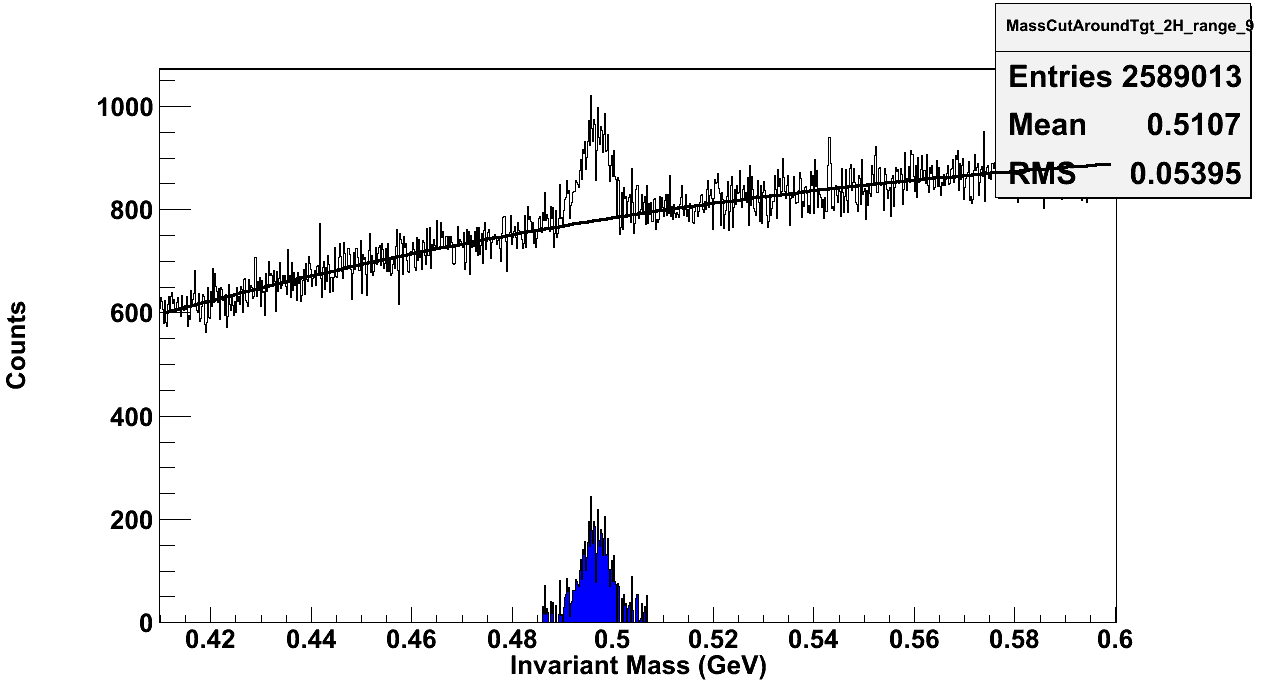 MassCutAroundTgt_2H_range_9
Entries 2589013
Mean 0.5107
RMS 0.05395
1000
800
600
400
200
0
Counts
0.42 0.44 0.46 0.48 0.5 0.52 0.54 0.56 0.58 0.6
Invariant Mass (GeV)